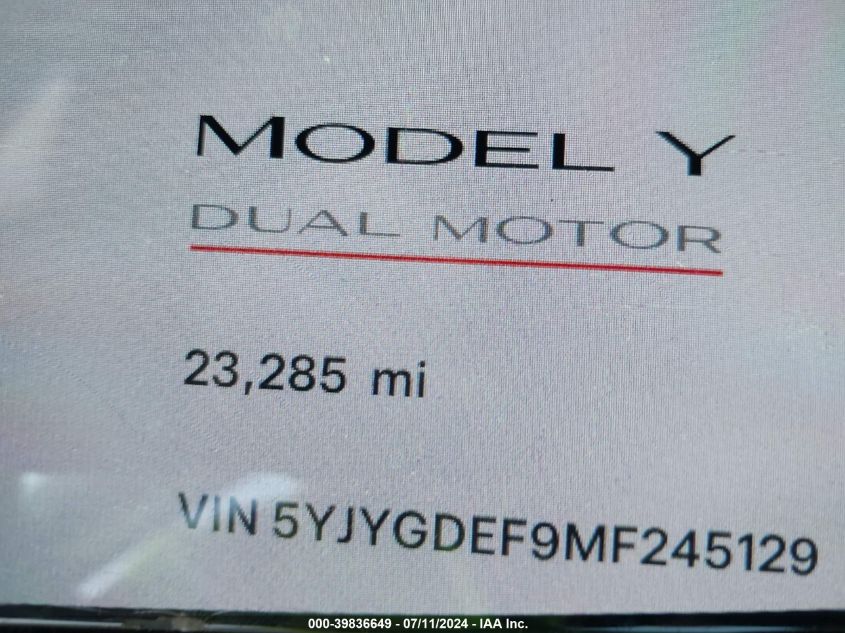 MODEL Y
DUAL MOTOR
23,285 mi
VIN 5YJYGDEF9MF245129
000-39836649 - 07/11/2024 - IAA Inc.